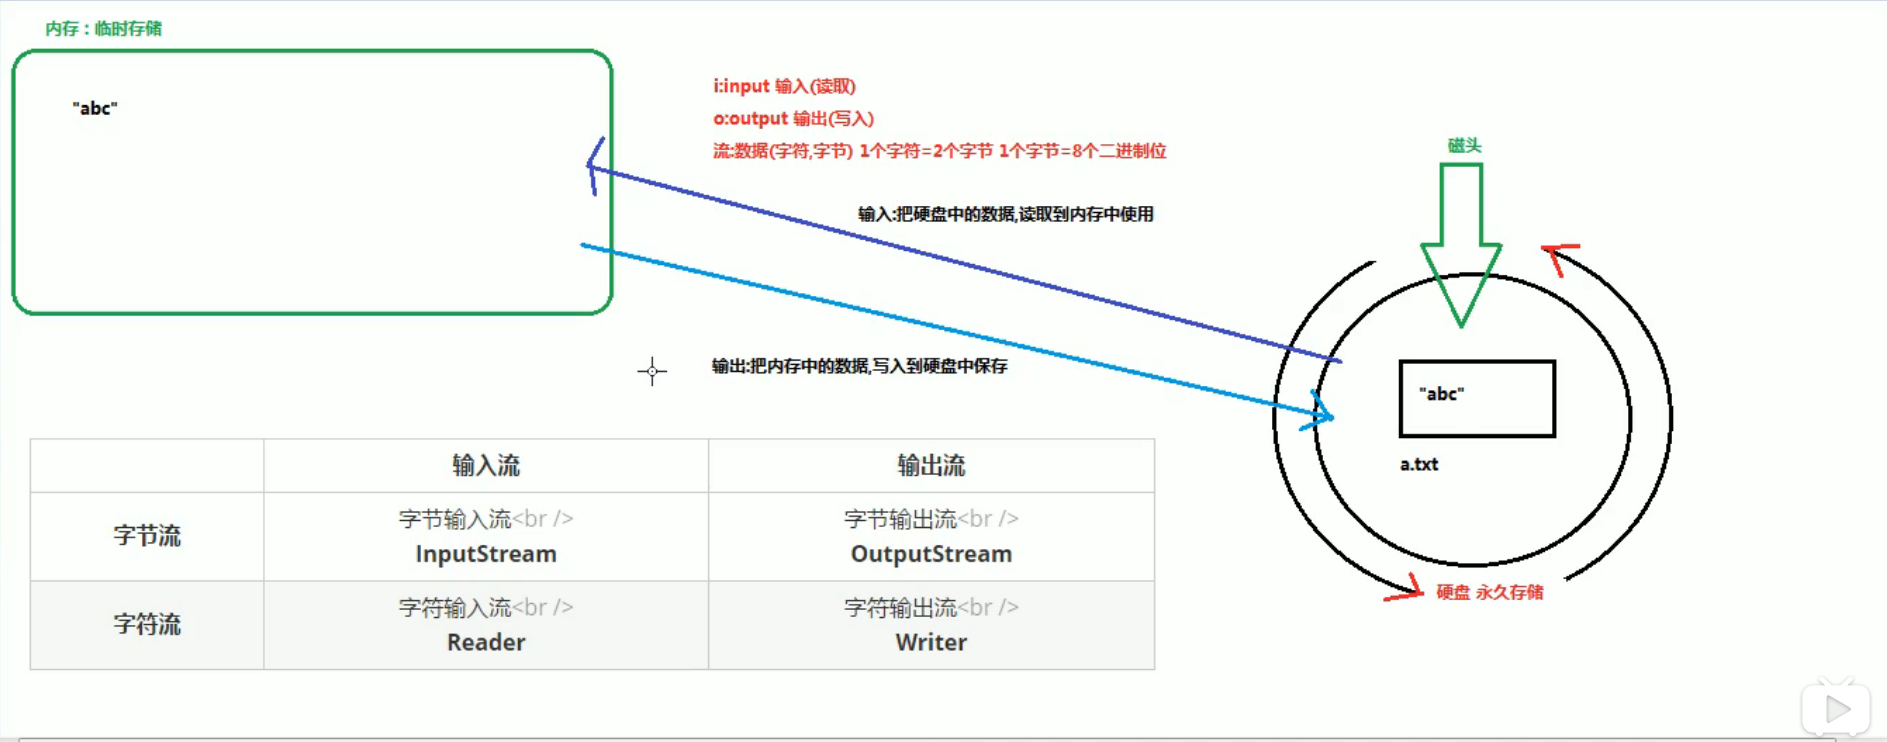 内存：临时存储
"abc"
i:input 输入(读取)
o:output 输出(写入)
流:数据(字符,字节) 1个字符=2个字节 1个字节=8个二进制位
磁头
输入:把硬盘中的数据,读取到内存中使用
输出:把内存中的数据,写入到硬盘中保存
"abc"
a.txt
硬盘 永久存储
输入流 输出流
字节流 字节输入流<br /> 字节输出流<br />
InputStream OutputStream
字符流 字符输入流<br /> 字符输出流<br />
Reader Writer